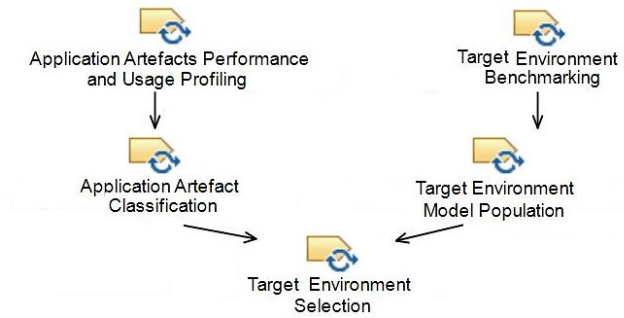 Application Artefacts Performance
and Usage Profiling
Target Environment
Benchmarking
Application Artefact
Classification
Target Environment
Model Population
Target Environment
Selection